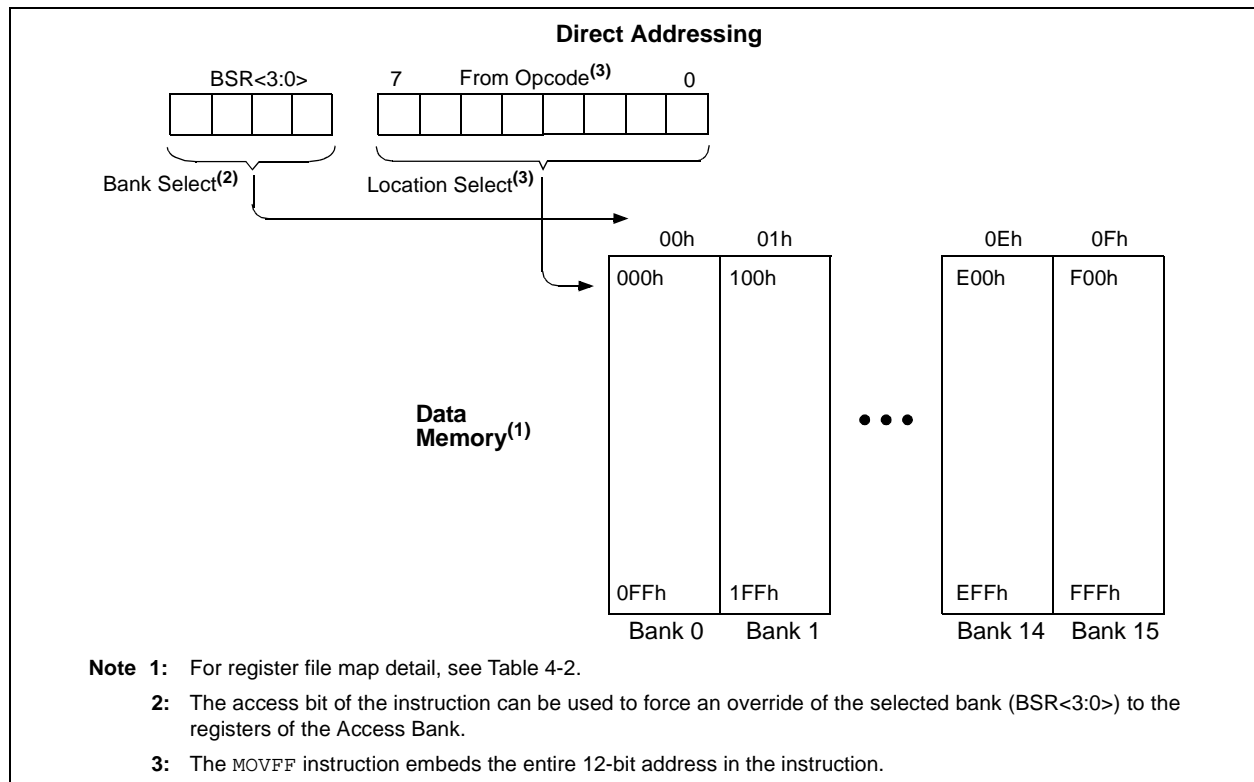 Direct Addressing
BSR<3:0> 7 From Opcode(3) 0
Bank Select(2) Location Select(3)
00h 01h 0Eh 0Fh
000h 100h E00h F00h
Data
Memory(1)
0FFh 1FFh EFFh FFFh
Bank 0 Bank 1 Bank 14 Bank 15
Note 1: For register file map detail, see Table 4-2.
2: The access bit of the instruction can be used to force an override of the selected bank (BSR<3:0>) to the
registers of the Access Bank.
3: The MOVFF instruction embeds the entire 12-bit address in the instruction.